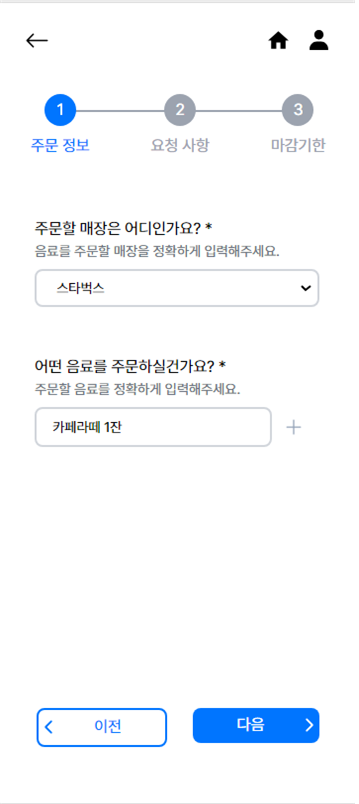 1 2 3
주문 정보 요청 사항 마감기한
주문할 매장은 어디인가요? *
음료를 주문할 매장을 정확하게 입력해주세요.
스타벅스
어떤 음료를 주문하실건가요? *
주문할 음료를 정확하게 입력해주세요.
카페라떼 1잔
이전 다음